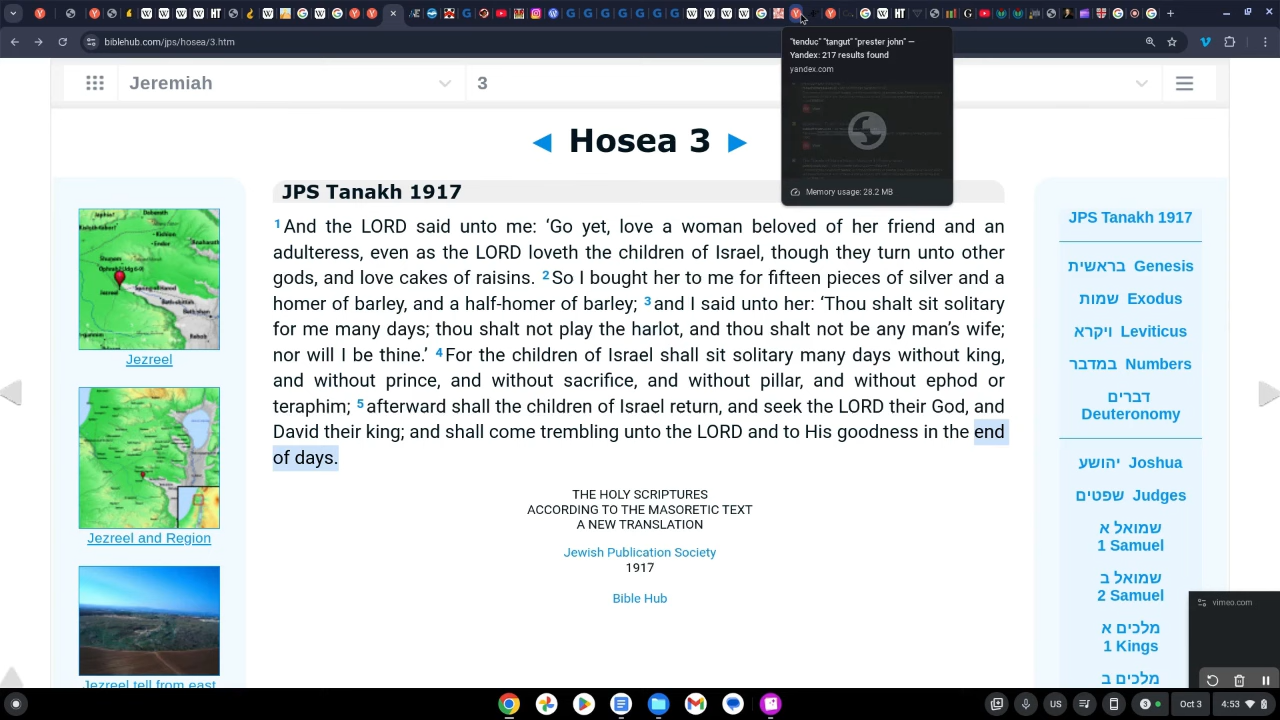 biblehub.com/jps/hosea/3.htm
"tenduc" "tangut" "prester john" —
Yandex: 217 results found
yandex.com
Memory usage: 28.2 MB
Jeremiah
3
◄ Hosea 3 ►
JPS Tanakh 1917
1 And the LORD said unto me: ‘Go yet, love a woman beloved of her friend and an
adulteress, even as the LORD loveth the children of Israel, though they turn unto other
gods, and love cakes of raisins. 2 So I bought her to me for fifteen pieces of silver and a
homer of barley, and a half-homer of barley; 3 and I said unto her: ‘Thou shalt sit solitary
for me many days; thou shalt not play the harlot, and thou shalt not be any man’s wife;
nor will I be thine.’ 4 For the children of Israel shall sit solitary many days without king,
and without prince, and without sacrifice, and without pillar, and without ephod or
teraphim; 5 afterward shall the children of Israel return, and seek the LORD their God, and
David their king; and shall come trembling unto the LORD and to His goodness in the end
of days.
THE HOLY SCRIPTURES
ACCORDING TO THE MASORETIC TEXT
A NEW TRANSLATION
Jewish Publication Society
1917
Bible Hub
Jezreel
Jezreel and Region
Jezreel tell from east
JPS Tanakh 1917
בראשית Genesis
שמות Exodus
ויקרא Leviticus
במדבר Numbers
דברים
Deuteronomy
יהושע Joshua
שפטים Judges
שמואל א
1 Samuel
שמואל ב
2 Samuel
מלכים א
1 Kings
מלכים ב
vimeo.com
US
3
Oct 3
4:53